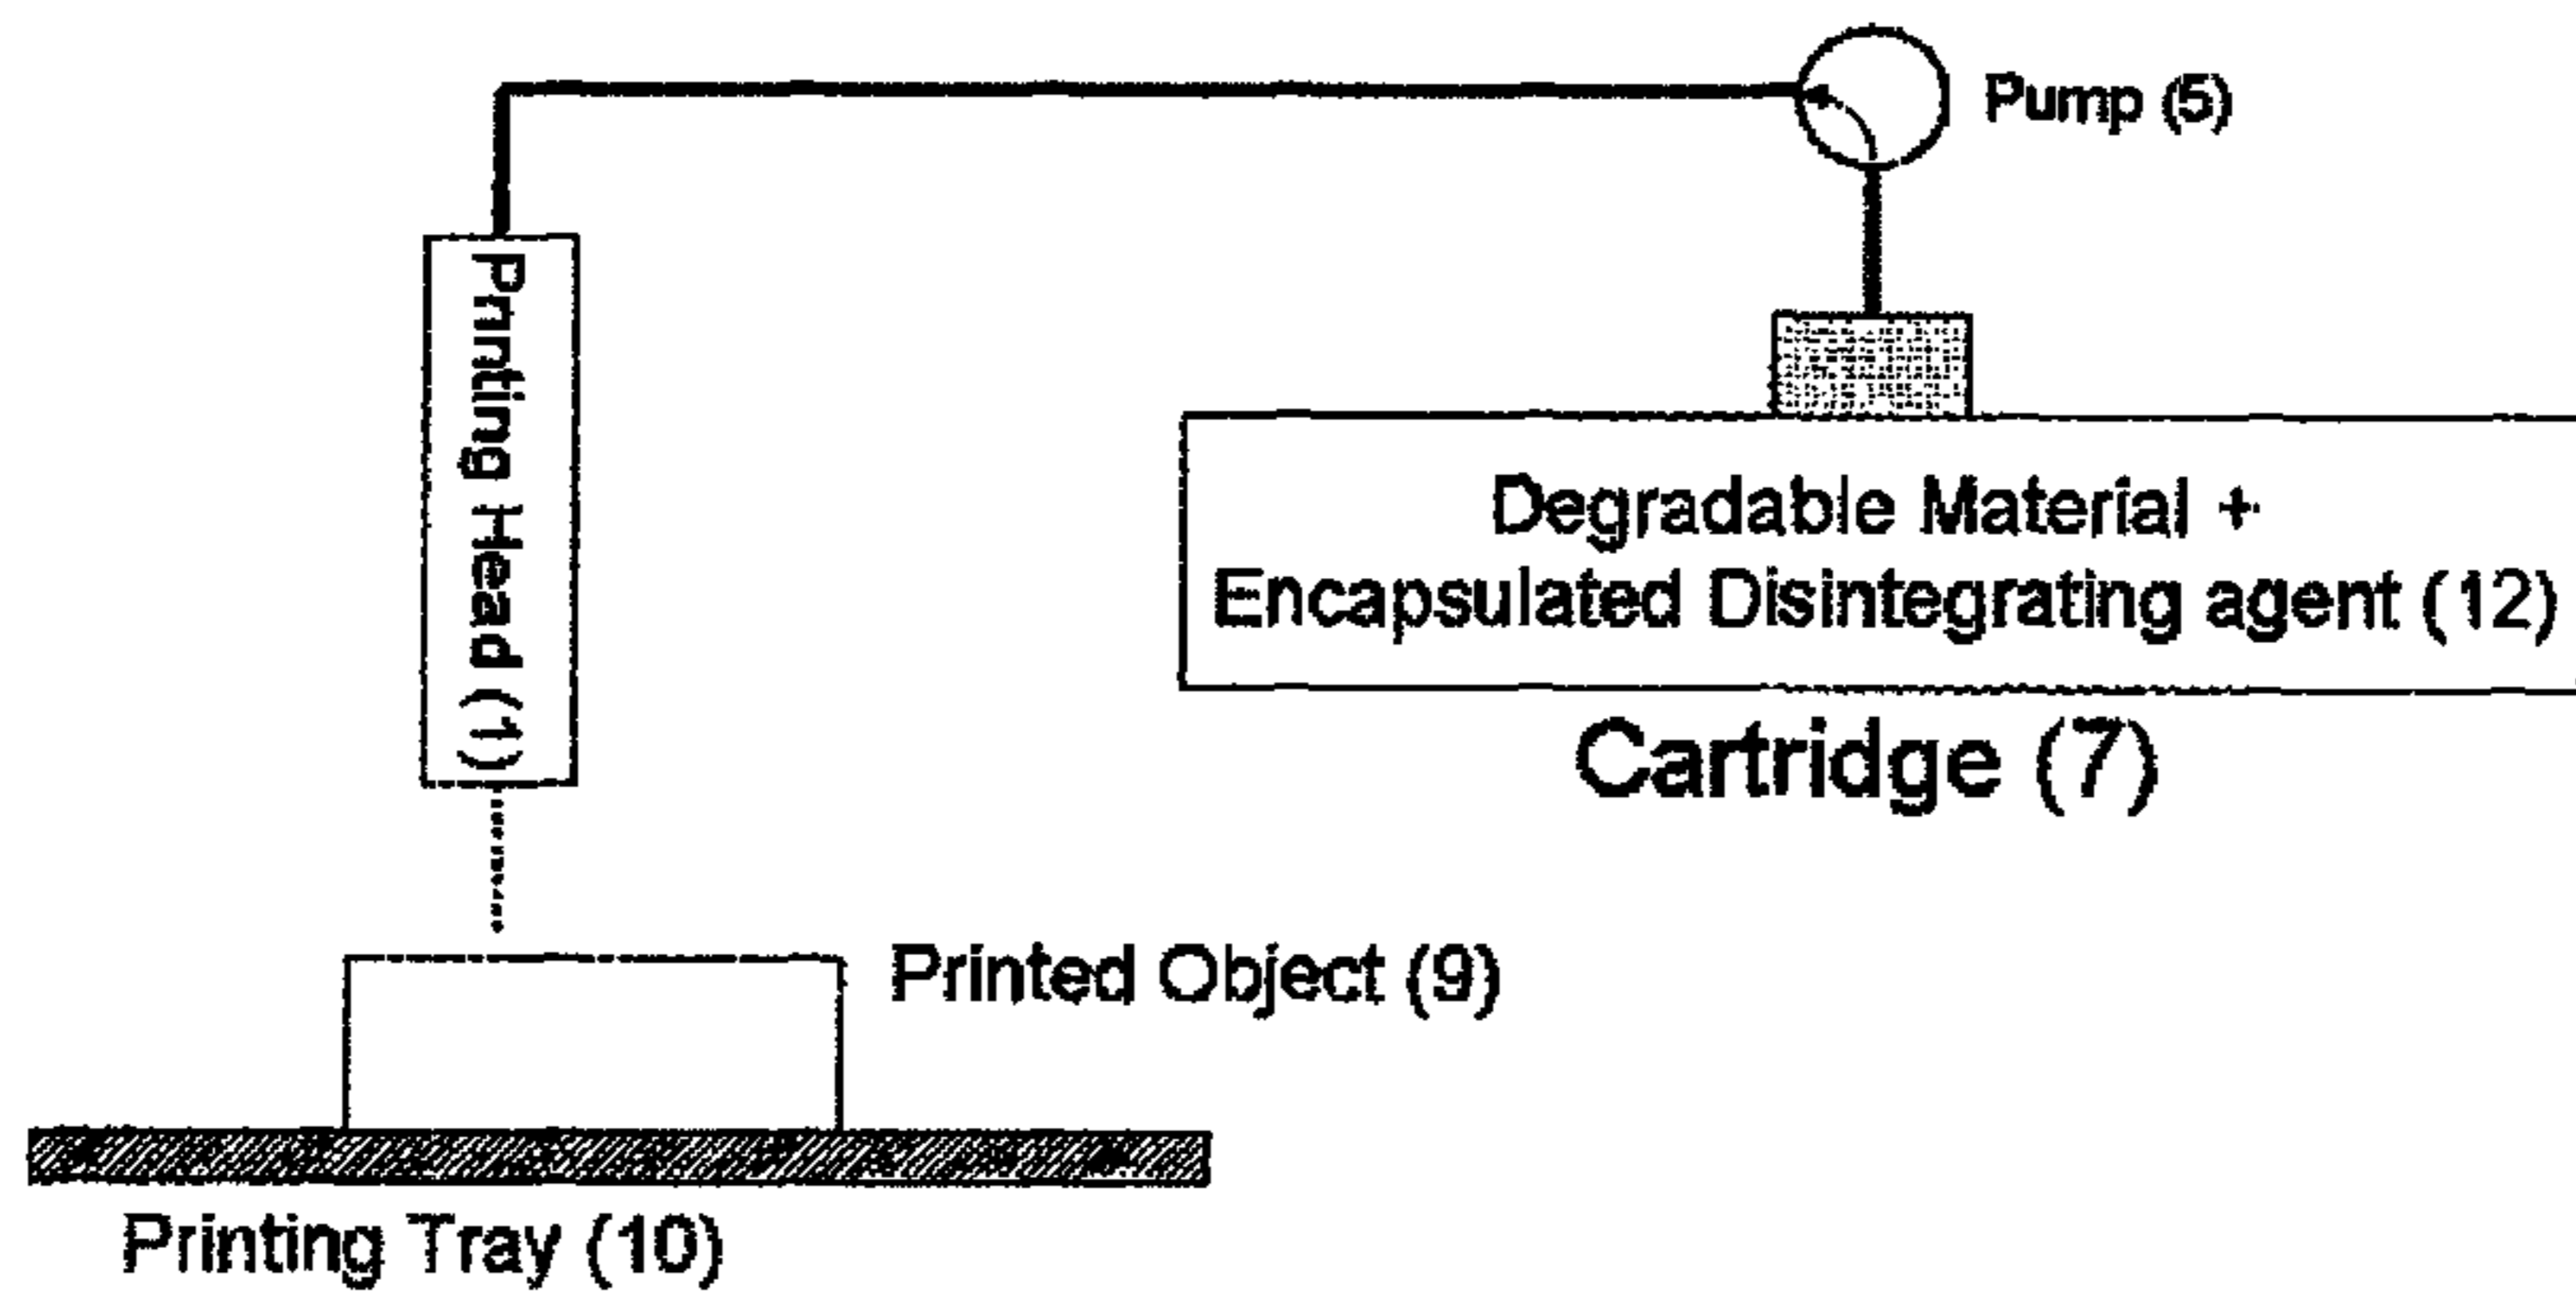 Pump (5)
Printing Head (1)
Degradable Material +
Encapsulated Disintegrating agent (12)
Cartridge (7)
Printed Object (9)
Printing Tray (10)